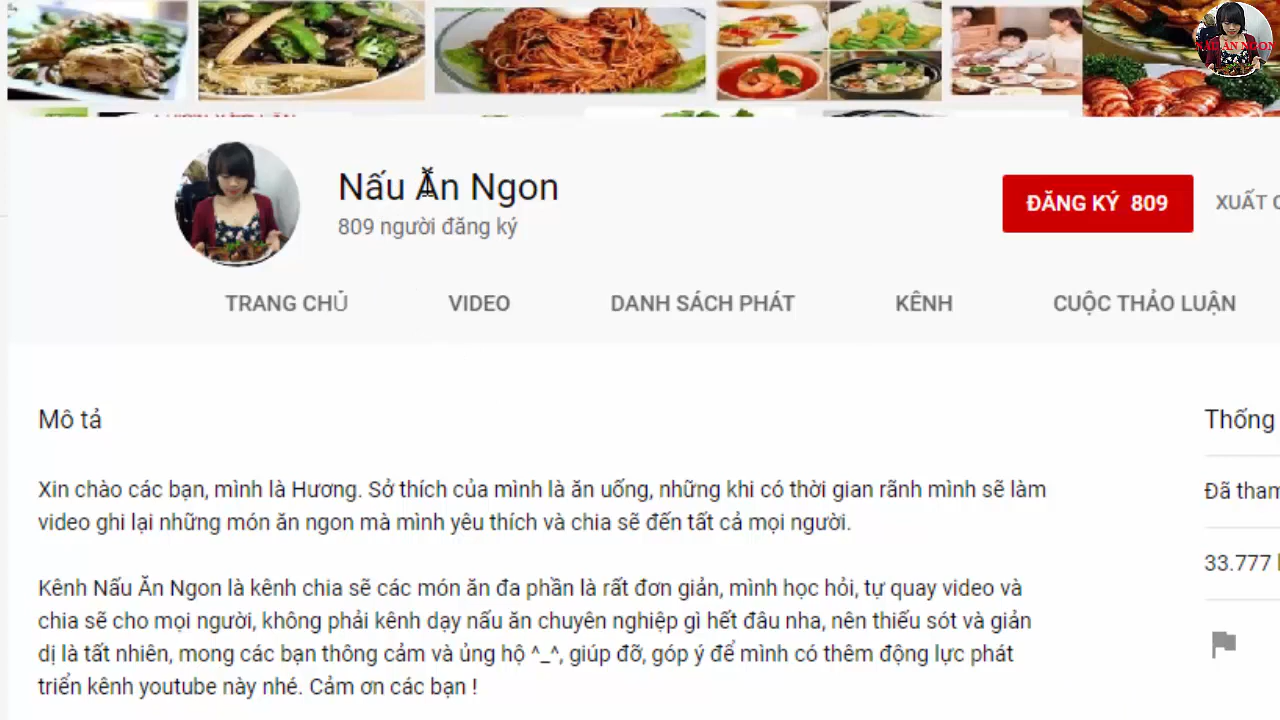 NẤU ĂN NGON
Nấu Ăn Ngon
809 người đăng ký
ĐĂNG KÝ 809
XUẤT
TRANG CHỦ
VIDEO
DANH SÁCH PHÁT
KÊNH
CUỘC THẢO LUẬN
Mô tả
Xin chào các bạn, mình là Hương. Sở thích của mình là ăn uống, những khi có thời gian rãnh mình sẽ làm
video ghi lại những món ăn ngon mà mình yêu thích và chia sẽ đến tất cả mọi người.
Kênh Nấu Ăn Ngon là kênh chia sẽ các món ăn đa phần là rất đơn giản, mình học hỏi, tự quay video và
chia sẽ cho mọi người, không phải kênh dạy nấu ăn chuyên nghiệp gì hết đâu nha, nên thiếu sót và giản
dị là tất nhiên, mong các bạn thông cảm và ủng hộ ^_^, giúp đỡ, góp ý để mình có thêm động lực phát
triển kênh youtube này nhé. Cảm ơn các bạn !
Thống
Đã tham
33.777